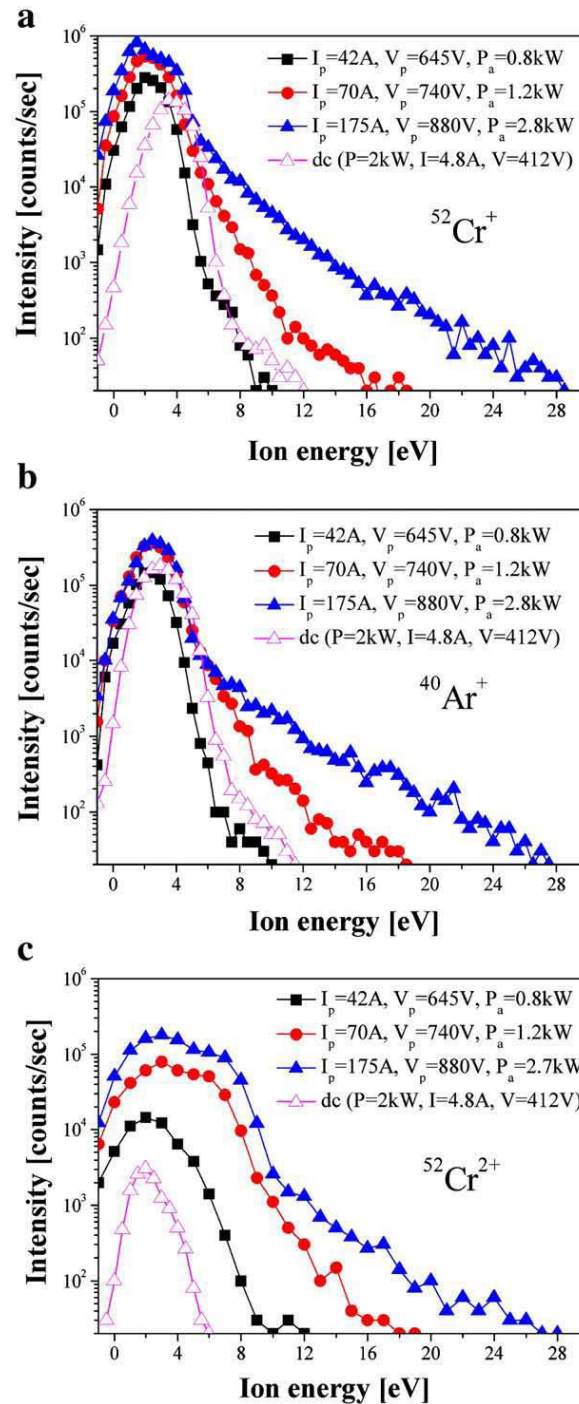 a
10^6
10^5
10^4
10^3
10^2
Intensity [counts/sec]
I_p=42A, V_p=645V, P_a=0.8kW
I_p=70A, V_p=740V, P_a=1.2kW
I_p=175A, V_p=880V, P_a=2.8kW
dc (P=2kW, I=4.8A, V=412V)
^52Cr^+
0 4 8 12 16 20 24 28
Ion energy [eV]
b
10^6
10^5
10^4
10^3
10^2
Intensity [counts/sec]
I_p=42A, V_p=645V, P_a=0.8kW
I_p=70A, V_p=740V, P_a=1.2kW
I_p=175A, V_p=880V, P_a=2.8kW
dc (P=2kW, I=4.8A, V=412V)
^40Ar^+
0 4 8 12 16 20 24 28
Ion energy [eV]
c
10^6
10^5
10^4
10^3
10^2
Intensity [counts/sec]
I_p=42A, V_p=645V, P_a=0.8kW
I_p=70A, V_p=740V, P_a=1.2kW
I_p=175A, V_p=880V, P_a=2.7kW
dc (P=2kW, I=4.8A, V=412V)
^52Cr^2+
0 4 8 12 16 20 24 28
Ion energy [eV]